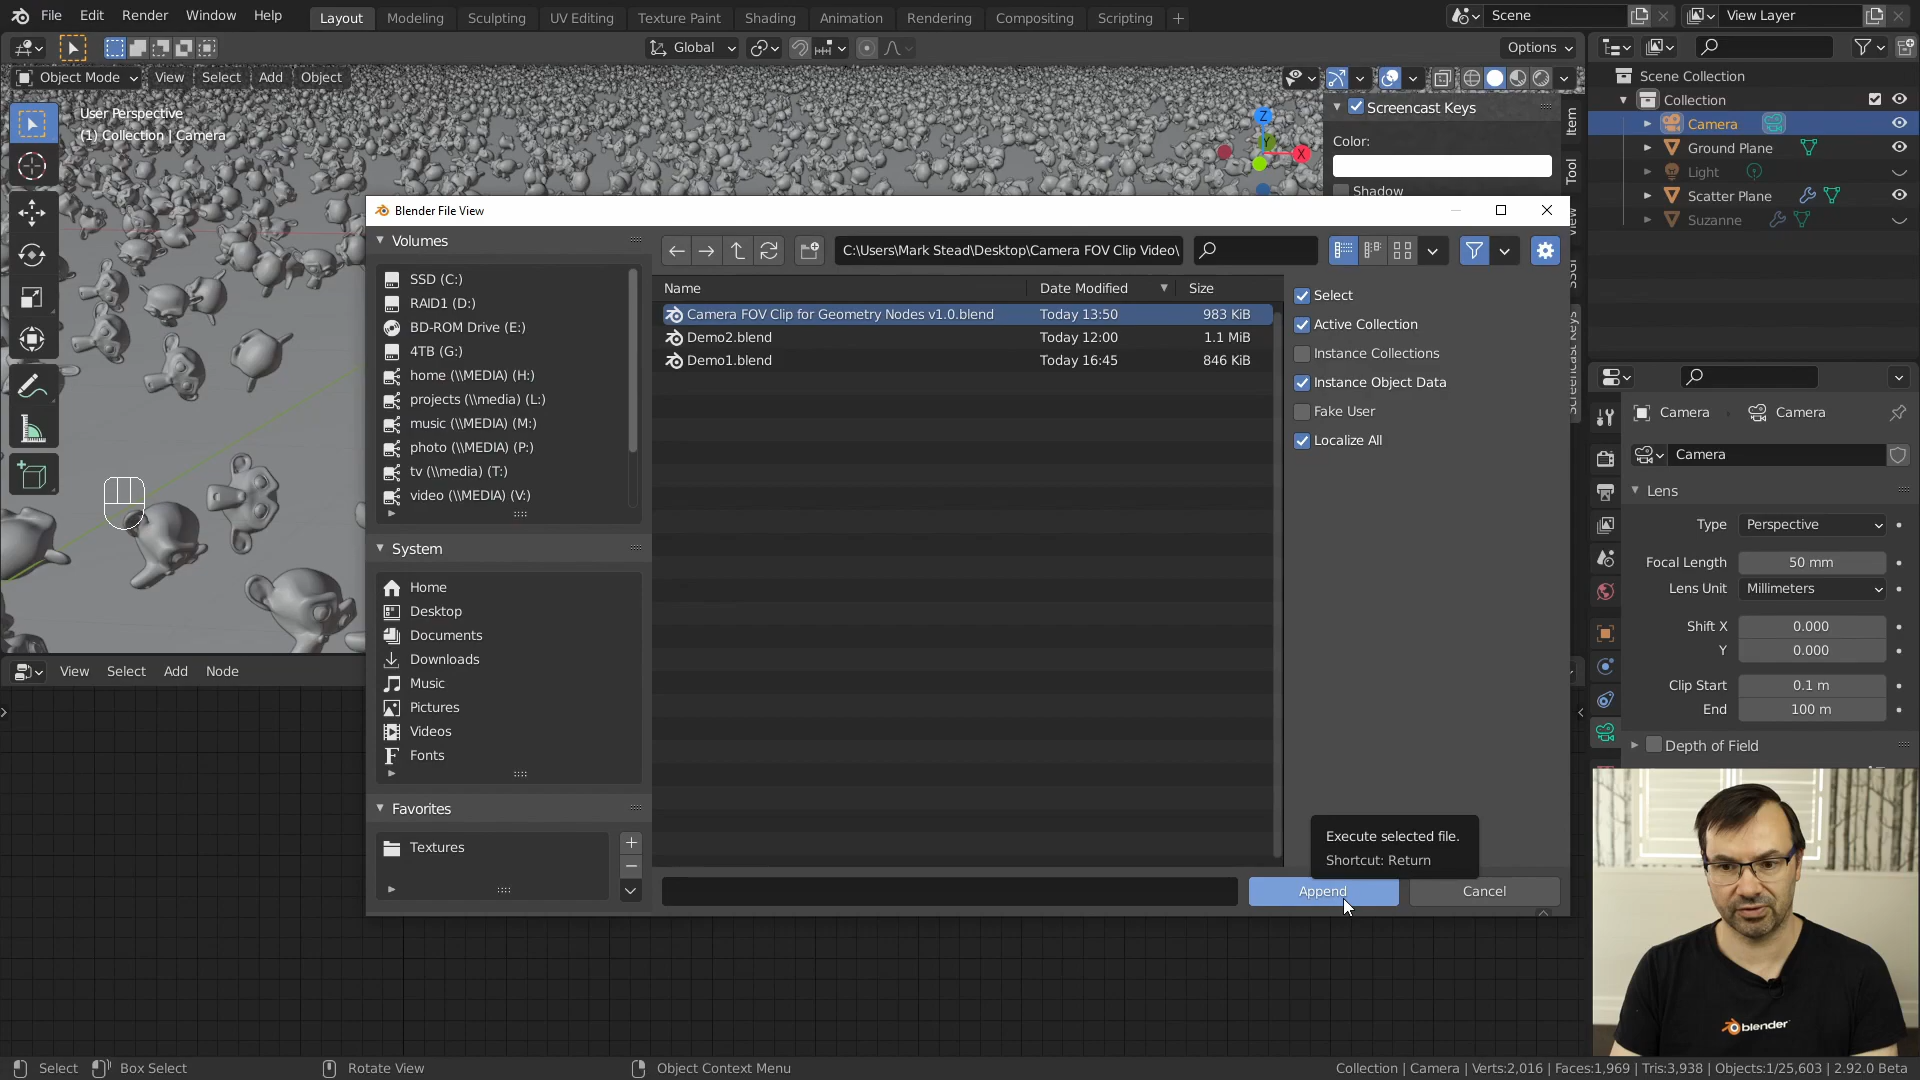 File Edit Render Window Help
Layout Modeling Sculpting UV Editing Texture Paint Shading Animation Rendering Compositing Scripting +
Scene View Layer
Global Options
Object Mode View Select Add Object
User Perspective
(1) Collection | Camera
Z
X
Screencast Keys
Color:
Shadow
Item
Tool
Scene Collection
Collection
Camera
Ground Plane
Light
Scatter Plane
Suzanne
Blender File View
Volumes
SSD (C:)
RAID1 (D:)
BD-ROM Drive (E:)
4TB (G:)
home (\\MEDIA) (H:)
projects (\\media) (L:)
music (\\MEDIA) (M:)
photo (\\MEDIA) (P:)
tv (\\media) (T:)
video (\\MEDIA) (V:)
System
Home
Desktop
Documents
Downloads
Music
Pictures
Videos
Fonts
Favorites
Textures
C:\Users\Mark Stead\Desktop\Camera FOV Clip Video\
Name Date Modified Size
Camera FOV Clip for Geometry Nodes v1.0.blend Today 13:50 983 KiB
Demo2.blend Today 12:00 1.1 MiB
Demo1.blend Today 16:45 846 KiB
Select
Active Collection
Instance Collections
Instance Object Data
Fake User
Localize All
Execute selected file.
Shortcut: Return
Append Cancel
View Select Add Node
Camera Camera
Camera
Lens
Type Perspective
Focal Length 50 mm
Lens Unit Millimeters
Shift X 0.000
Y 0.000
Clip Start 0.1 m
End 100 m
Depth of Field
blender
Select Box Select Rotate View Object Context Menu
Collection | Camera | Verts:2,016 | Faces:1,969 | Tris:3,938 | Objects:1/25,603 | 2.92.0 Beta